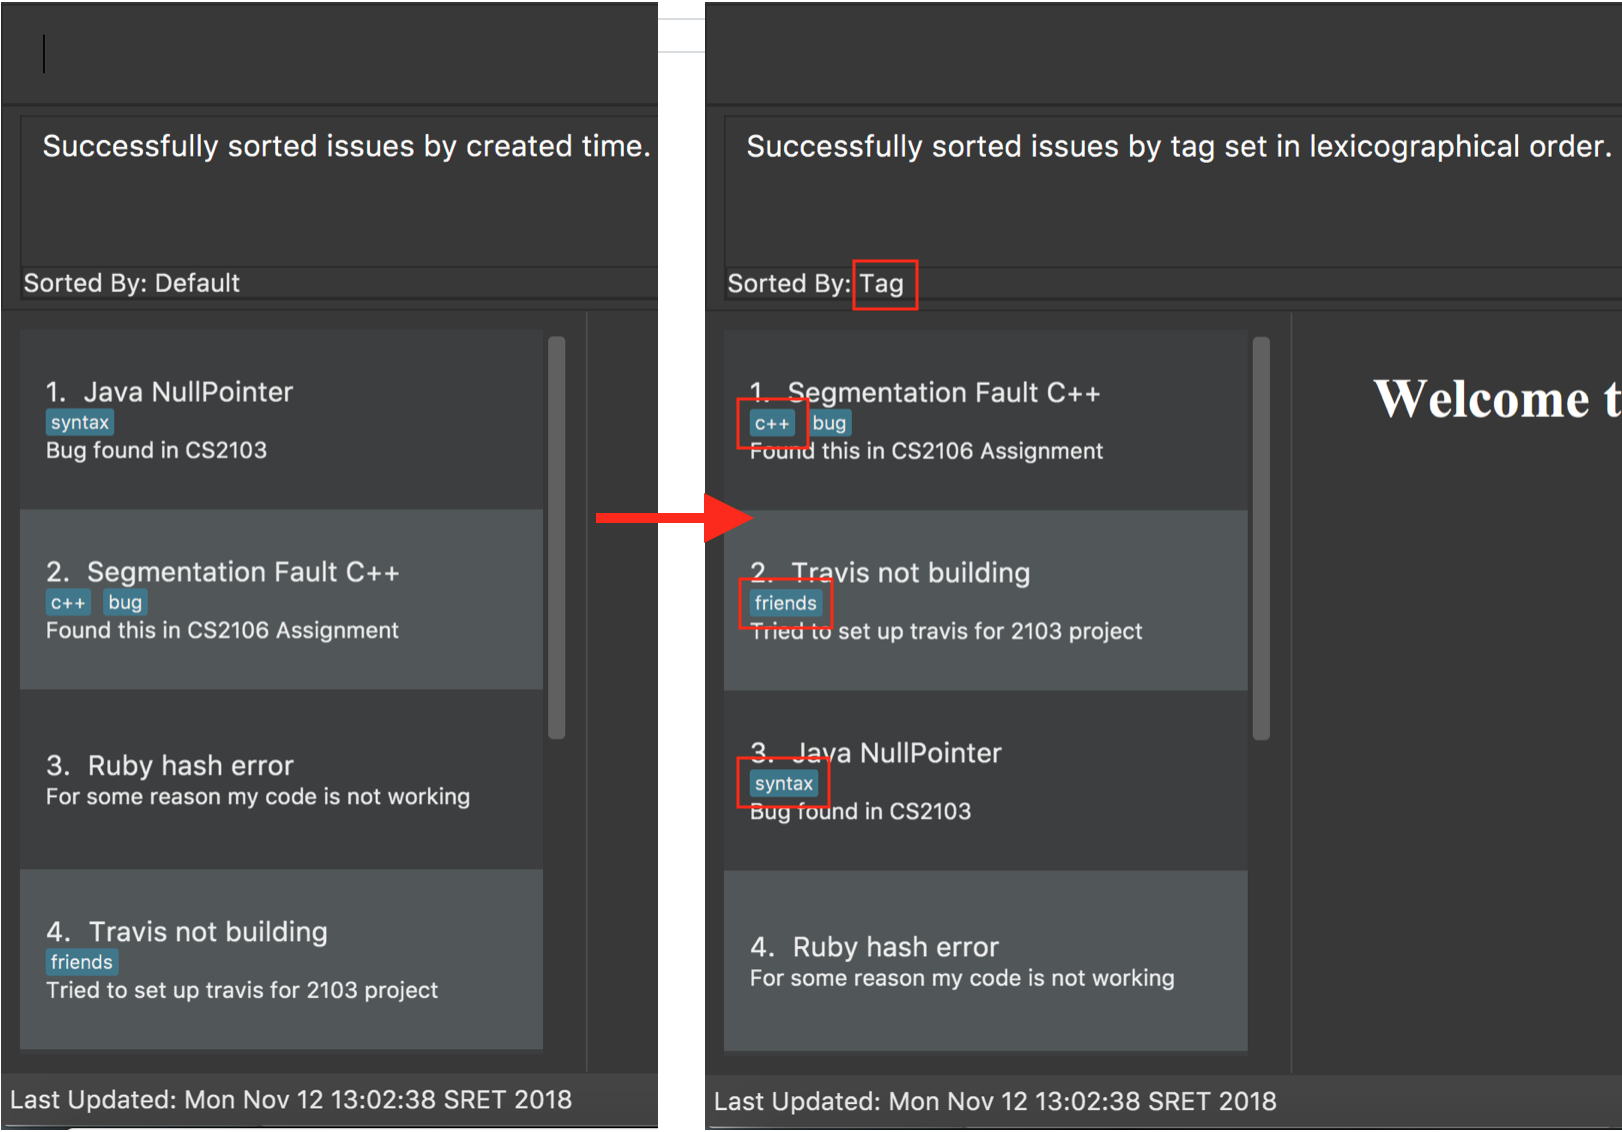 Successfully sorted issues by created time.
Sorted By: Default
1. Java NullPointer
syntax
Bug found in CS2103
2. Segmentation Fault C++
c++ bug
Found this in CS2106 Assignment
3. Ruby hash error
For some reason my code is not working
4. Travis not building
friends
Tried to set up travis for 2103 project
Last Updated: Mon Nov 12 13:02:38 SRET 2018
Successfully sorted issues by tag set in lexicographical order.
Sorted By: Tag
1. Segmentation Fault C++
c++ bug
Found this in CS2106 Assignment
2. Travis not building
friends
Tried to set up travis for 2103 project
3. Java NullPointer
syntax
Bug found in CS2103
4. Ruby hash error
For some reason my code is not working
Welcome t
Last Updated: Mon Nov 12 13:02:38 SRET 2018